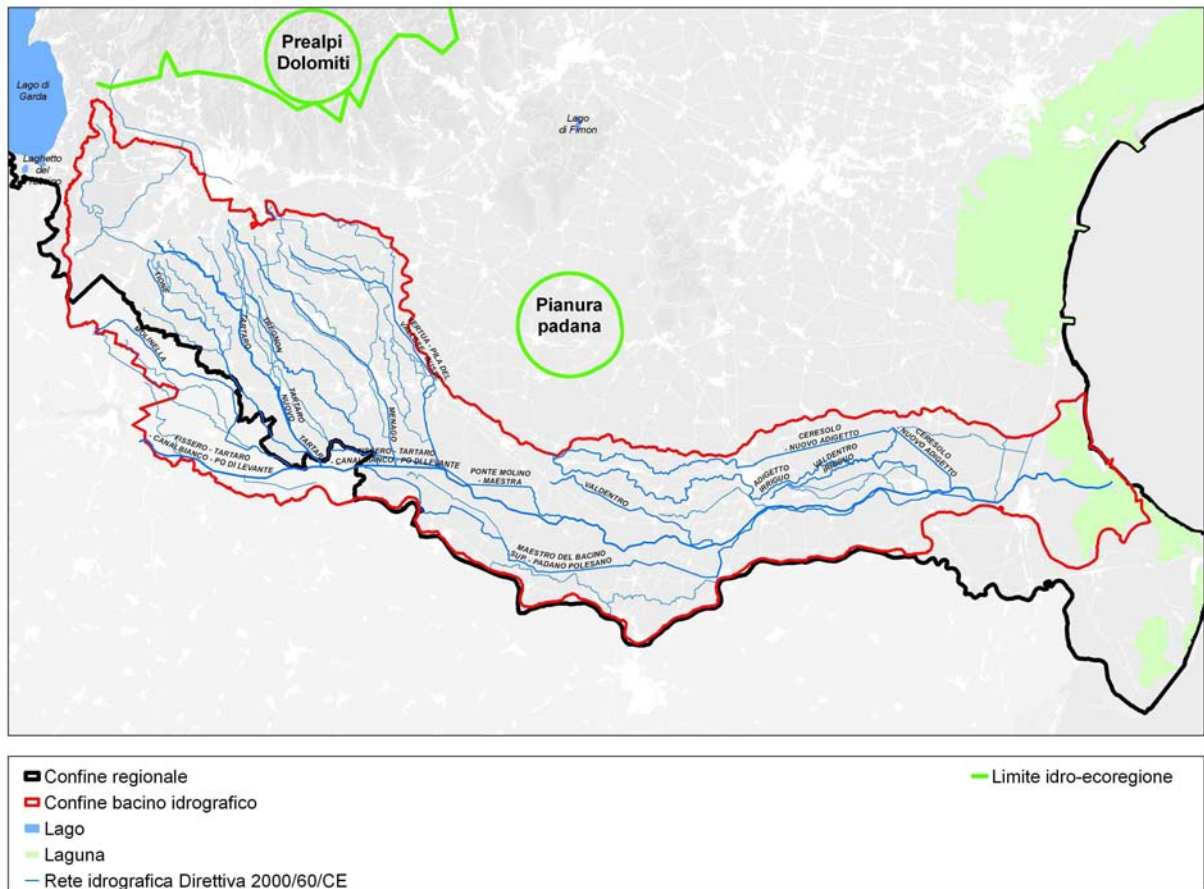 Prealpi
Dolomiti
Lago di
Garda
Lago
di Fimon
Laghetto
del
Pianura
padana
TIONE
TARTARO
TREGNON
MOLINELLA
TARTARO
NUOVO
TARTARO
MENAGO
FISSERO - TARTARO
- CANALBIANCO - PO DI LEVANTE
FISSERO - TARTARO
- CANALBIANCO - PO DI LEVANTE
PONTE MOLINO
- MAESTRA
VALDENTRO
CERESOLO
- NUOVO ADIGETTO
ADIGETTO
IRRIGUO
VALDENTRO
IRRIGUO
CERESOLO
- NUOVO ADIGETTO
MAESTRO DEL BACINO
SUP. - PADANO POLESANO
Confine regionale
Confine bacino idrografico
Lago
Laguna
Rete idrografica Direttiva 2000/60/CE
Limite idro-ecoregione